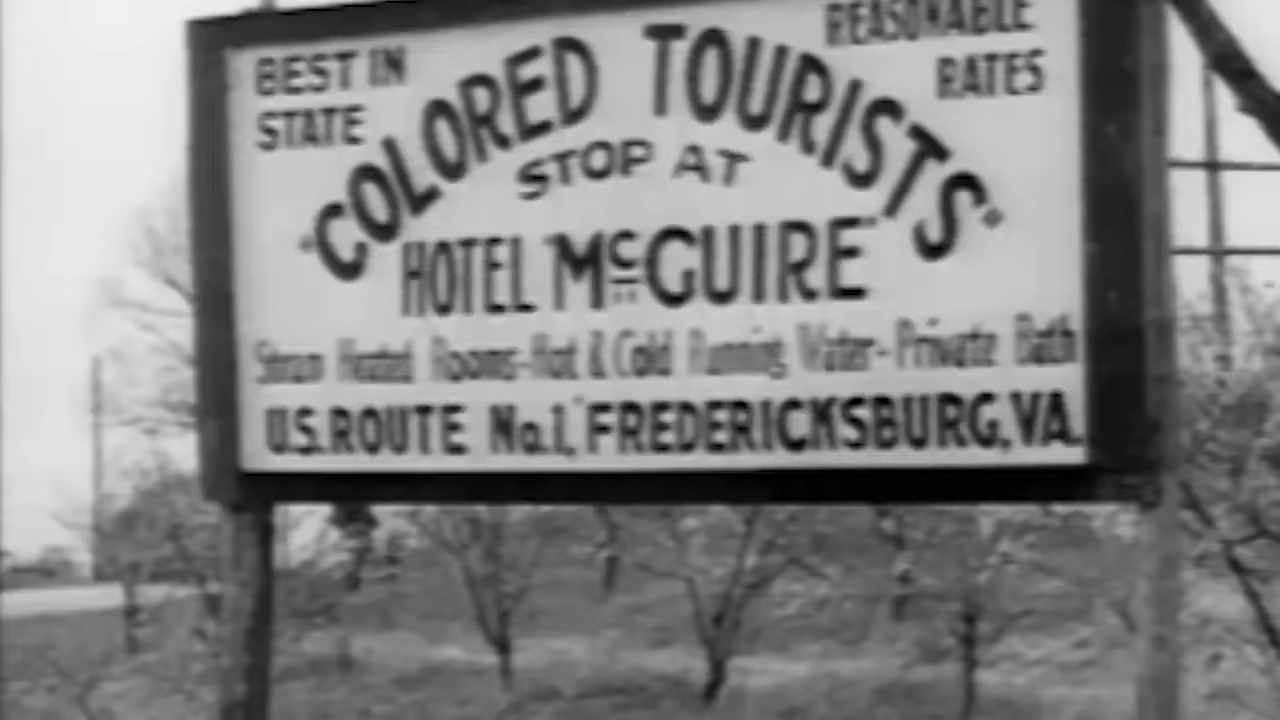 BEST IN
STATE
REASONABLE
RATES
"COLORED TOURISTS"
STOP AT
HOTEL "McGUIRE"
Steam Heated Rooms-Hot & Cold Running Water-Private Bath
U.S. ROUTE No.1, FREDERICKSBURG, VA.